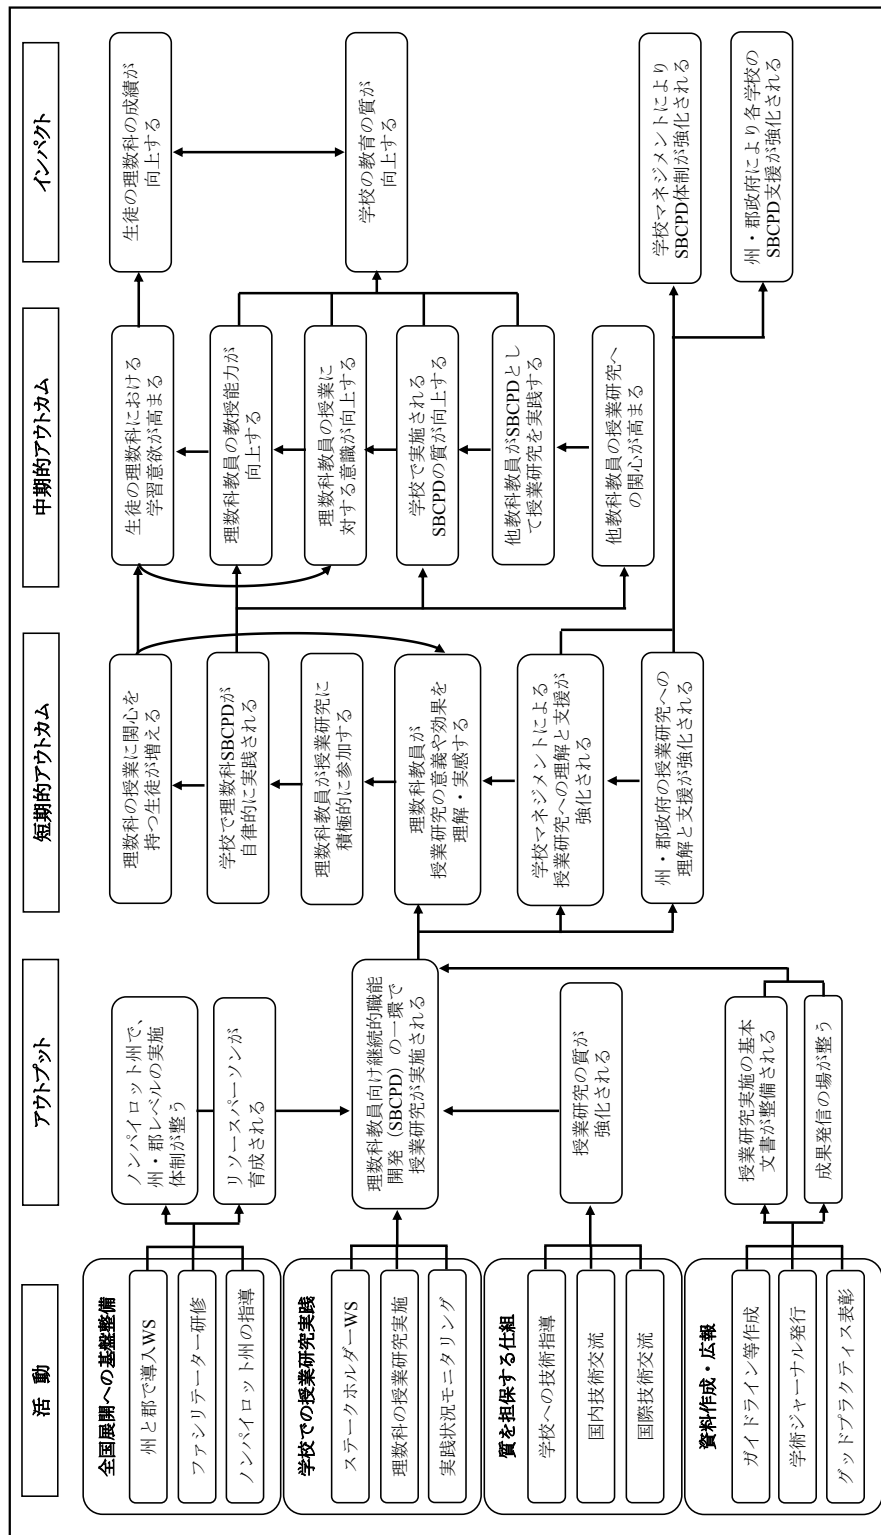 活 動
アウトプット
短期的アウトカム
中期的アウトカム
インパクト
全国展開への基盤整備
州と郡で導入WS
ファシリテーター研修
ノンパイロット州の指導
学校での授業研究実践
ステークホルダーWS
理数科の授業研究実施
実践状況モニタリング
質を担保する仕組
学校への技術指導
国内技術交流
国際技術交流
資料作成・広報
ガイドライン等作成
学術ジャーナル発行
グッドプラクティス表彰
ノンパイロット州で、
州・郡レベルの実施
体制が整う
リソースパーソンが
育成される
理数科教員向け継続的職能
開発（SBCPD）の一環で
授業研究が実施される
授業研究の質が
強化される
授業研究実施の基本
文書が整備される
成果発信の場が整う
理数科の授業に関心を
持つ生徒が増える
学校で理数科SBCPDが
自律的に実践される
理数科教員が授業研究に
積極的に参加する
理数科教員が
授業研究の意義や効果を
理解・実感する
学校マネジメントによる
授業研究への理解と支援が
強化される
州・郡政府の授業研究への
理解と支援が強化される
生徒の理数科における
学習意欲が高まる
理数科教員の教授能力が
向上する
理数科教員の授業に
対する意識が向上する
学校で実施される
SBCPDの質が向上する
他教科教員がSBCPDとし
て授業研究を実践する
他教科教員の授業研究へ
の関心が高まる
生徒の理数科の成績が
向上する
学校の教育の質が
向上する
学校マネジメントにより
SBCPD体制が強化される
州・郡政府により各学校の
SBCPD支援が強化される